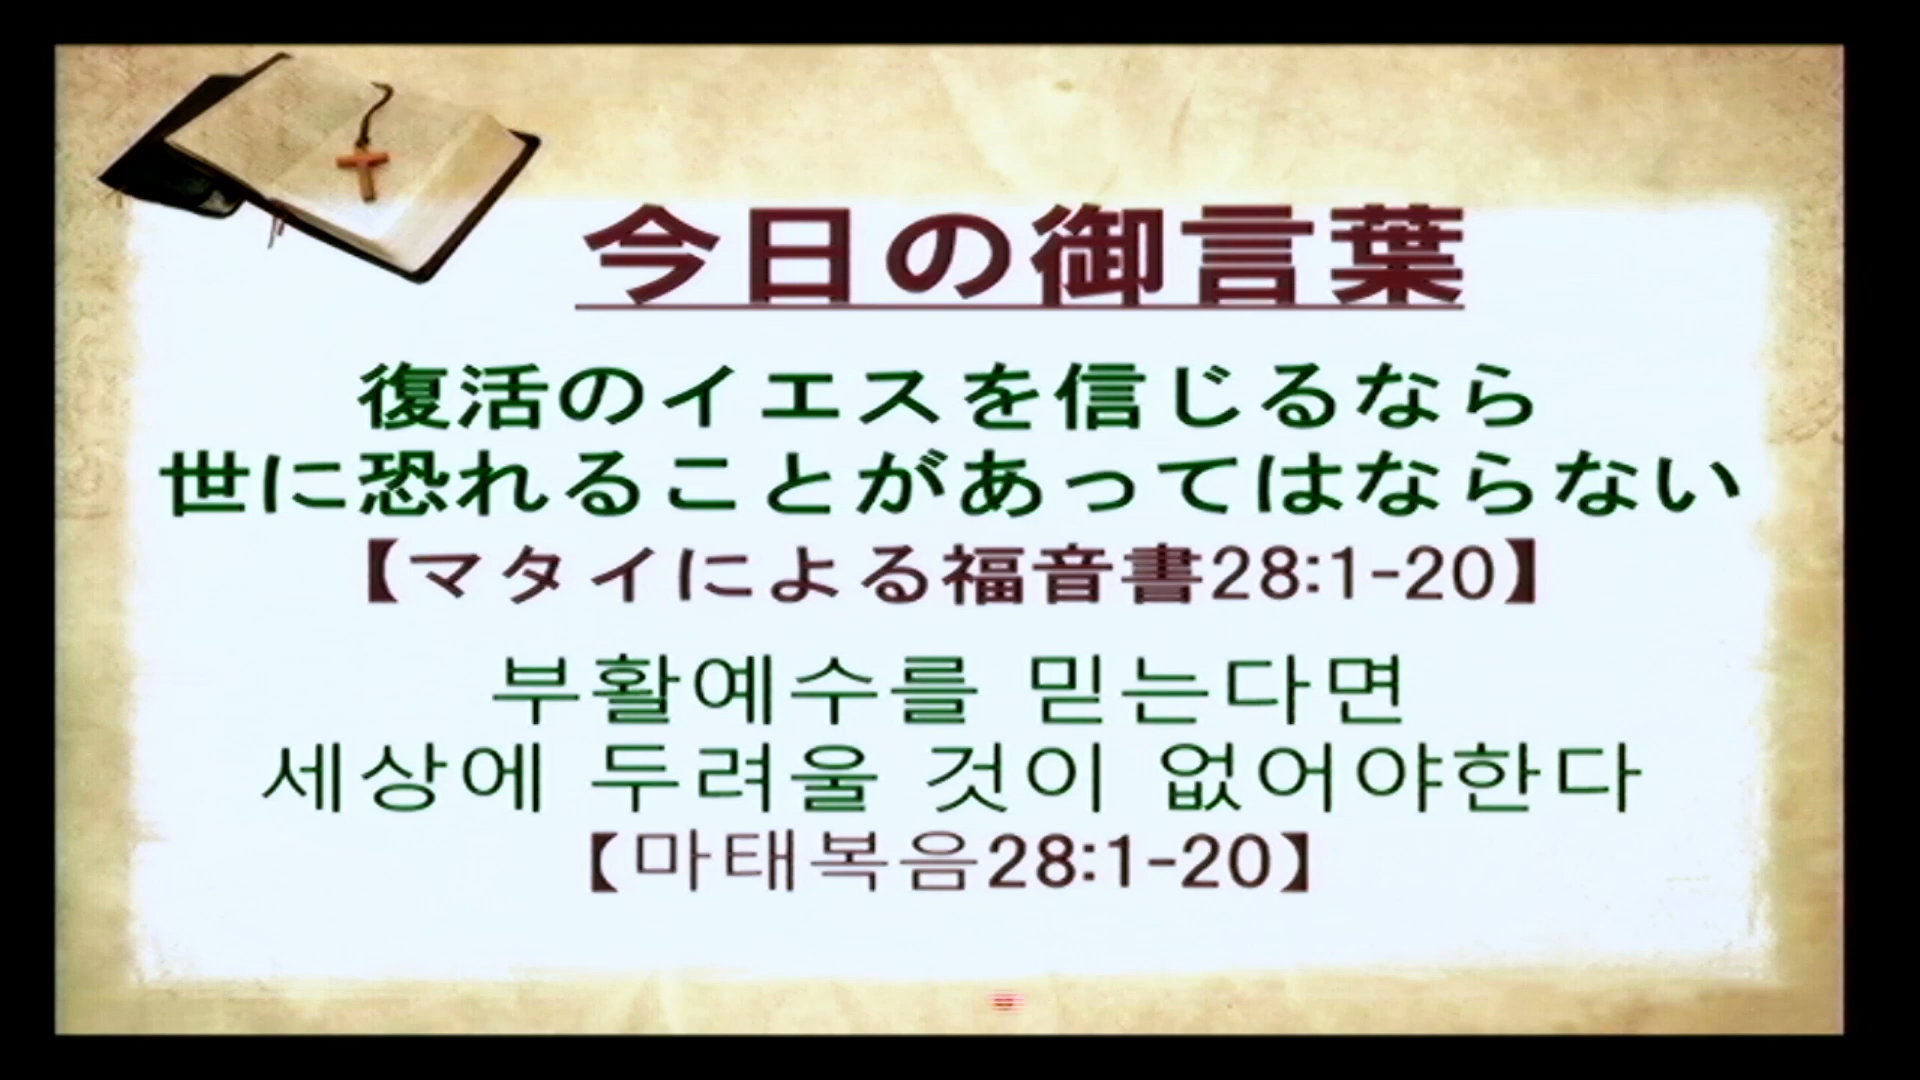 今日の御言葉
復活のイエスを信じるなら
世に恐れることがあってはならない
【マタイによる福音書28:1-20】
부활예수를 믿는다면
세상에 두려울 것이 없어야한다
【마태복음28:1-20】